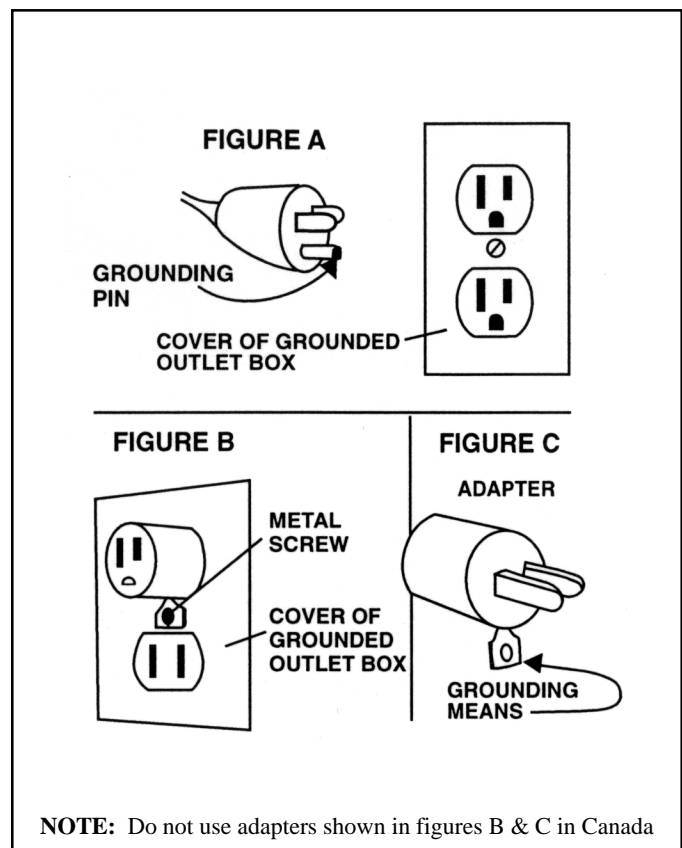 FIGURE A
GROUNDING
PIN
COVER OF GROUNDED
OUTLET BOX
FIGURE B
METAL
SCREW
COVER OF
GROUNDED
OUTLET BOX
FIGURE C
ADAPTER
GROUNDING
MEANS
NOTE: Do not use adapters shown in figures B & C in Canada